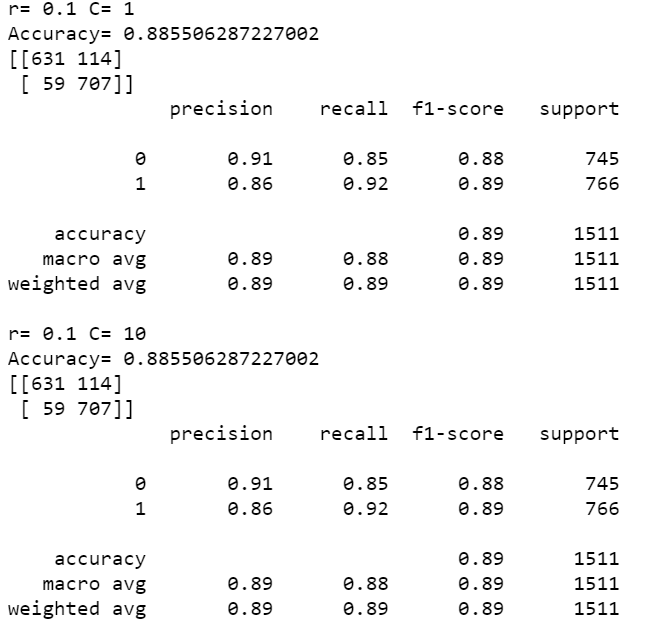 r= 0.1 C= 1
Accuracy= 0.885506287227002
[[631 114]
 [ 59 707]]
              precision    recall  f1-score   support

           0       0.91      0.85      0.88       745
           1       0.86      0.92      0.89       766

    accuracy                           0.89      1511
   macro avg       0.89      0.88      0.89      1511
weighted avg       0.89      0.89      0.89      1511

r= 0.1 C= 10
Accuracy= 0.885506287227002
[[631 114]
 [ 59 707]]
              precision    recall  f1-score   support

           0       0.91      0.85      0.88       745
           1       0.86      0.92      0.89       766

    accuracy                           0.89      1511
   macro avg       0.89      0.88      0.89      1511
weighted avg       0.89      0.89      0.89      1511